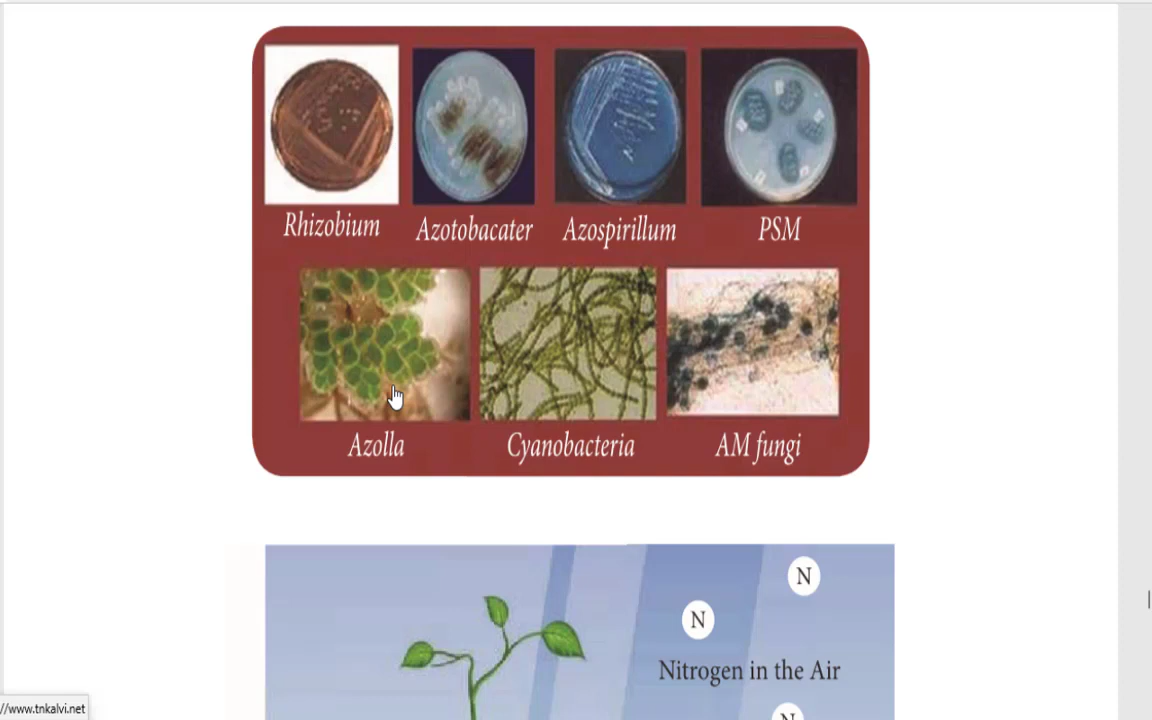 Rhizobium Azotobacater Azospirillum PSM
Azolla Cyanobacteria AM fungi
N
N
Nitrogen in the Air
N
//www.tnkalvi.net